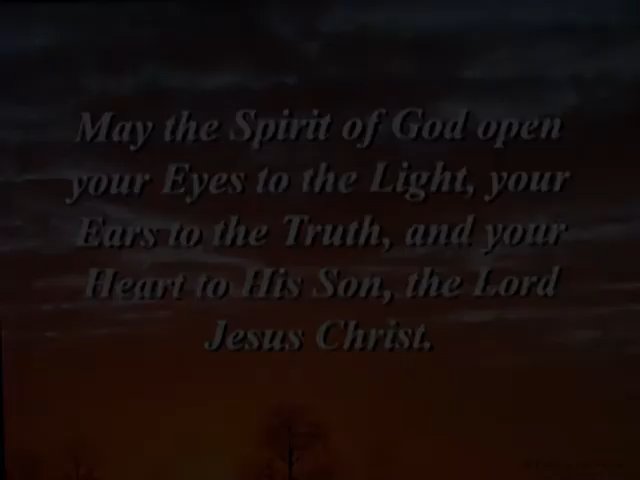 May the Spirit of God open
your Eyes to the Light, your
Ears to the Truth, and your
Heart to His Son, the Lord
Jesus Christ.